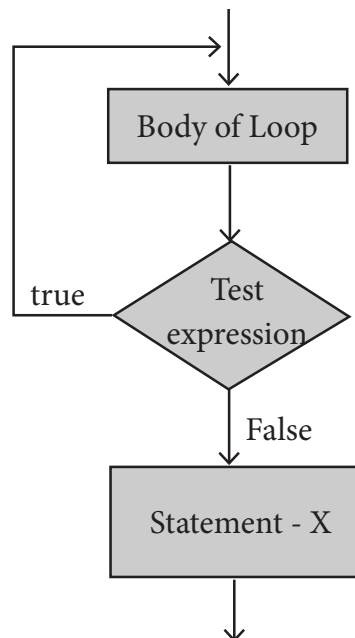 Body of Loop
Test
expression
true
False
Statement - X